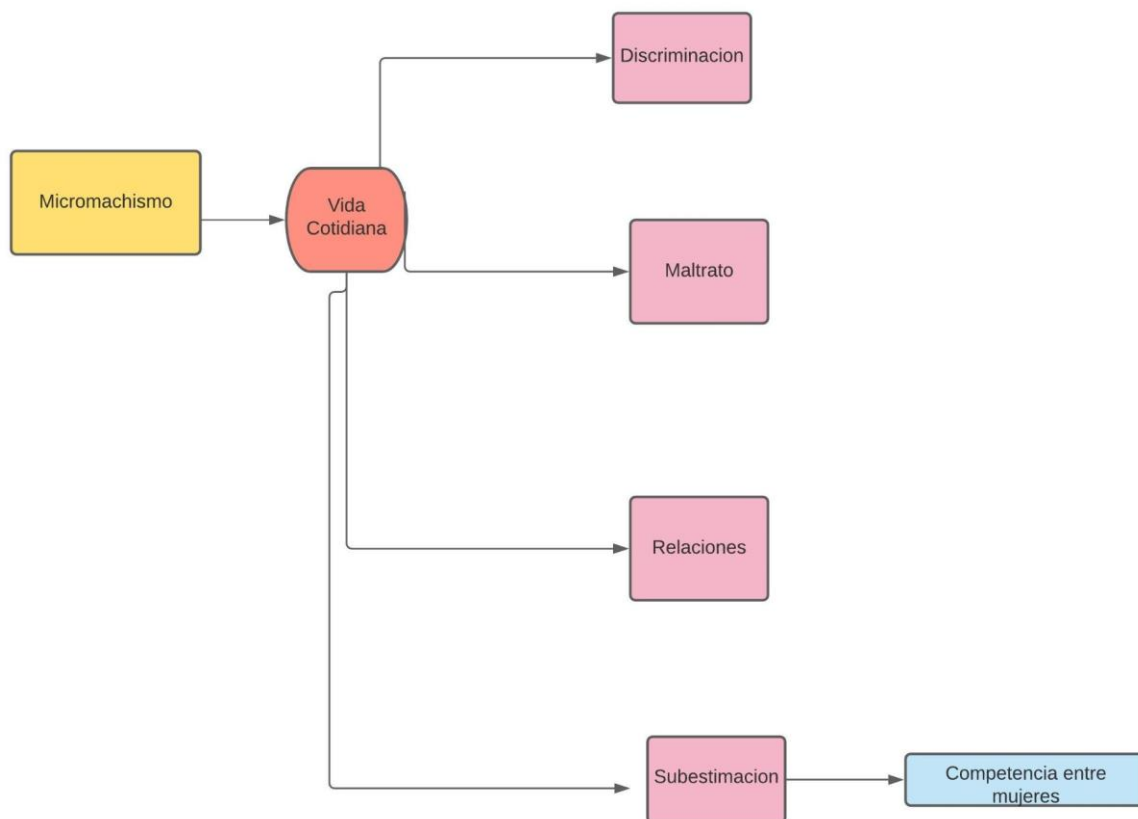 Discriminacion
Micromachismo
Vida
Cotidiana
Maltrato
Relaciones
Subestimacion
Competencia entre
mujeres